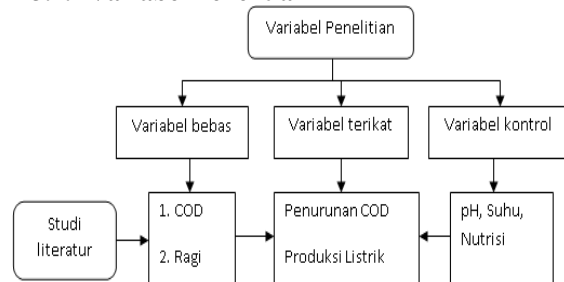 Variabel Penelitian
Variabel bebas
Variabel terikat
Variabel kontrol
Studi
literatur
1. COD
2. Ragi
Penurunan COD
Produksi Listrik
pH, Suhu,
Nutrisi